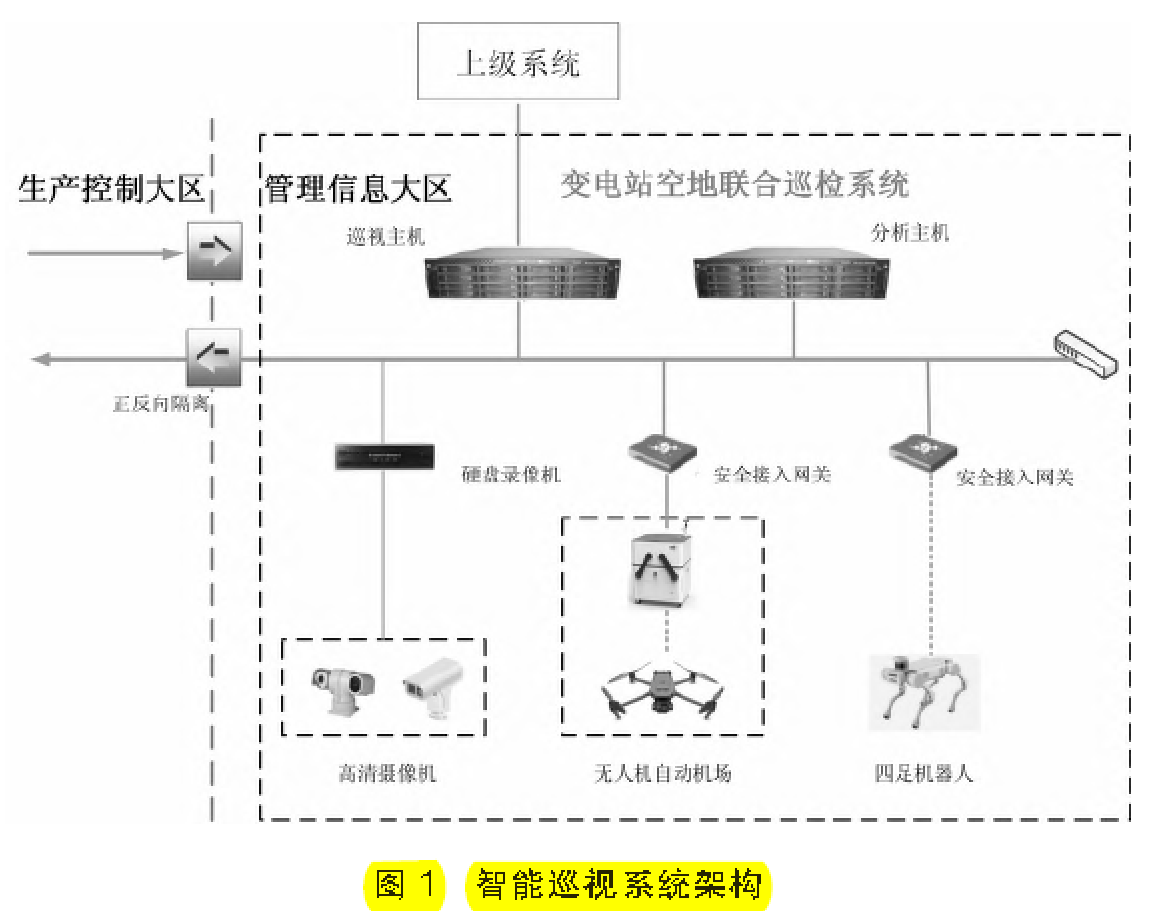 上级系统
生产控制大区
管理信息大区
变电站空地联合巡检系统
巡视主机
分析主机
正反向隔离
硬盘录像机
安全接入网关
安全接入网关
高清摄像机
无人机自动机场
四足机器人
图 1 智能巡视系统架构